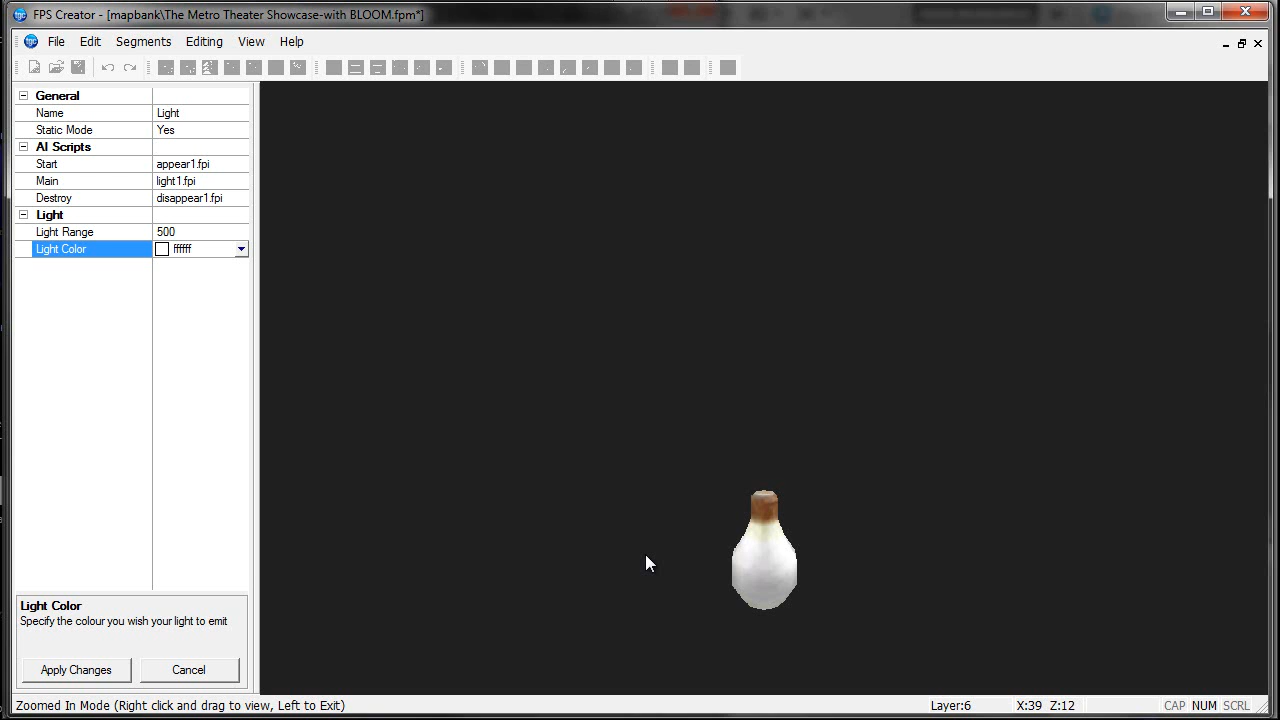 FPS Creator - [mapbank\The Metro Theater Showcase-with BLOOM.fpm*]
File Edit Segments Editing View Help
General
Name Light
Static Mode Yes
AI Scripts
Start appear1.fpi
Main light1.fpi
Destroy disappear1.fpi
Light
Light Range 500
Light Color ffffff
Light Color
Specify the colour you wish your light to emit
Apply Changes Cancel
Zoomed In Mode (Right click and drag to view, Left to Exit) Layer:6 X:39 Z:12 CAP NUM SCRL